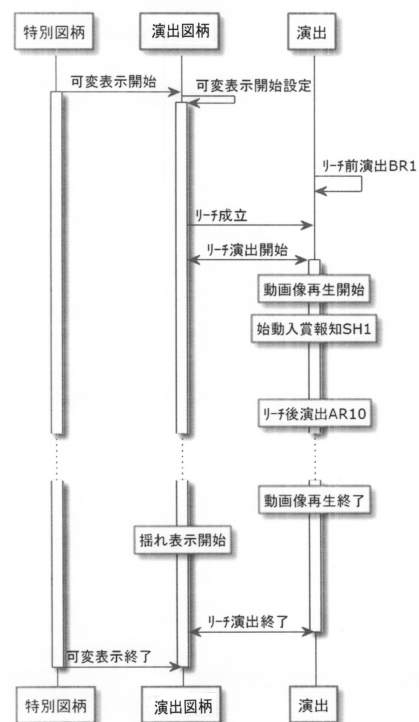 特別図柄
演出図柄
演出
可変表示開始
可変表示開始設定
リーチ前演出BR1
リーチ成立
リーチ演出開始
動画像再生開始
始動入賞報知SH1
リーチ後演出AR10
動画像再生終了
揺れ表示開始
リーチ演出終了
可変表示終了
特別図柄
演出図柄
演出